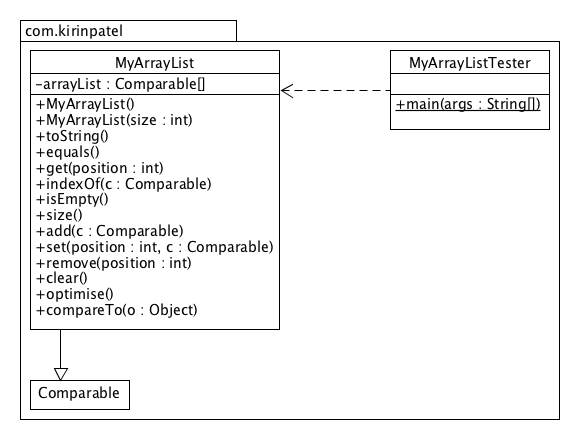 com.kirinpatel
MyArrayList
-arrayList : Comparable[]
+MyArrayList()
+MyArrayList(size : int)
+toString()
+equals()
+get(position : int)
+indexOf(c : Comparable)
+isEmpty()
+size()
+add(c : Comparable)
+set(position : int, c : Comparable)
+remove(position : int)
+clear()
+optimise()
+compareTo(o : Object)
MyArrayListTester
+main(args : String[])
Comparable